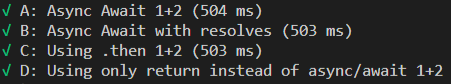 √ A: Async Await 1+2 (504 ms)
√ B: Async Await with resolves (503 ms)
√ C: Using .then 1+2 (503 ms)
√ D: Using only return instead of async/await 1+2